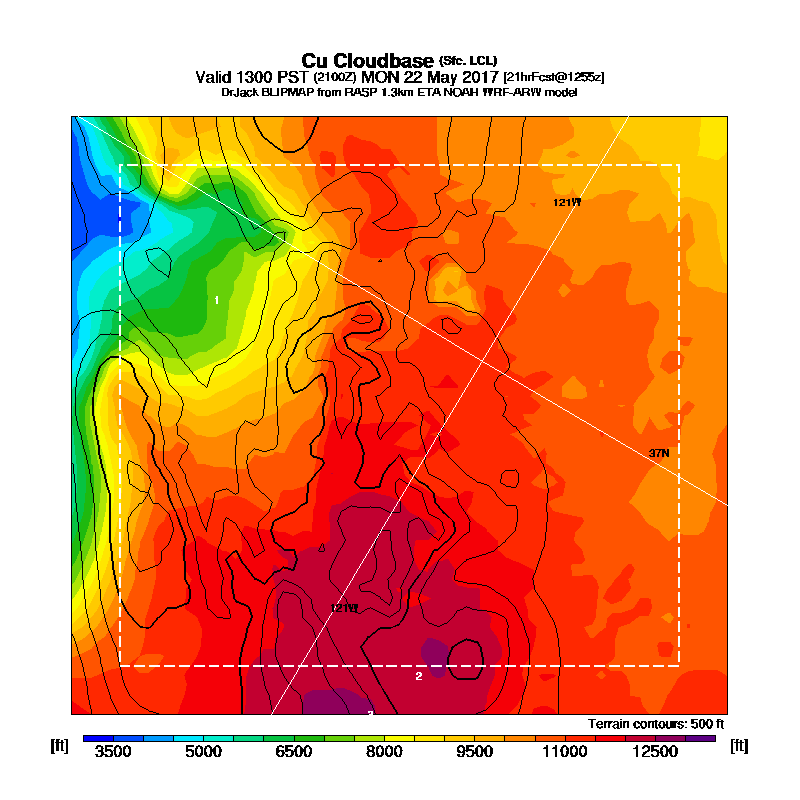 Cu Cloudbase (Sfc. LCL)
Valid 1300 PST (2100Z) MON 22 May 2017 [21hrFcst@1255z]
DrJack BLIPMAP from RASP 1.3km ETA NOAH WRF-ARW model
121W
1
37N
121W
2
Terrain contours: 500 ft
[ft] 3500 5000 6500 8000 9500 11000 12500 [ft]